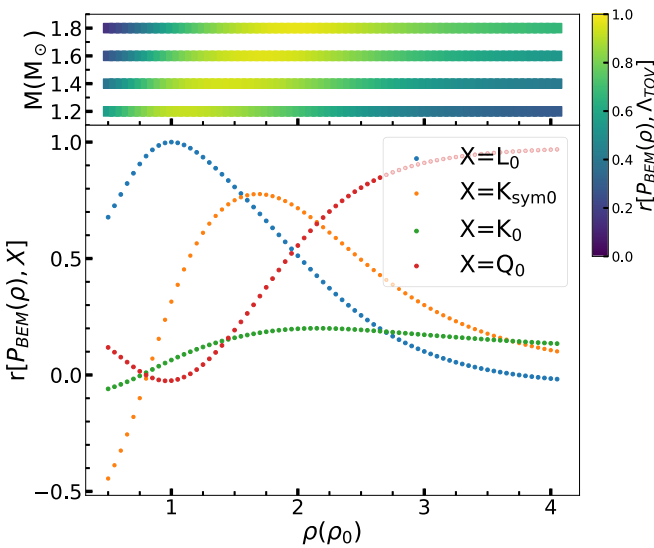 M(M⊙)
1.8
1.6
1.4
1.2
1.0
0.8
0.6
0.4
0.2
0.0
r[P_BEM(ρ), Λ_TOV]
r[P_BEM(ρ), X]
1.0
0.5
0.0
−0.5
X=L₀
X=K_sym0
X=K₀
X=Q₀
1
2
3
4
ρ(ρ₀)